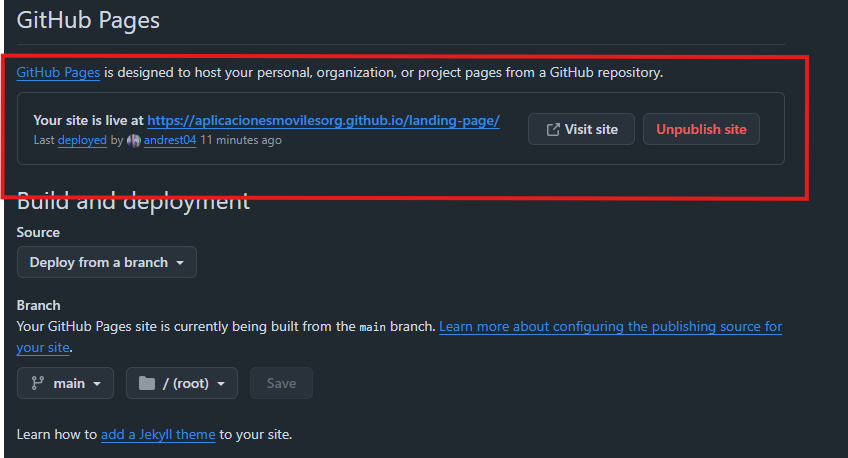 GitHub Pages
GitHub Pages is designed to host your personal, organization, or project pages from a GitHub repository.
Your site is live at https://aplicacionesmovilesorg.github.io/landing-page/
Last deployed by andrest04 11 minutes ago
Visit site
Unpublish site
Build and deployment
Source
Deploy from a branch
Branch
Your GitHub Pages site is currently being built from the main branch. Learn more about configuring the publishing source for
your site.
main
/ (root)
Save
Learn how to add a Jekyll theme to your site.